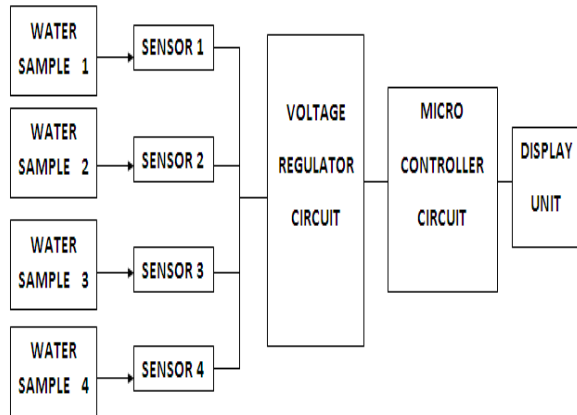 WATER
SAMPLE 1
SENSOR 1
WATER
SAMPLE 2
SENSOR 2
WATER
SAMPLE 3
SENSOR 3
WATER
SAMPLE 4
SENSOR 4
VOLTAGE
REGULATOR
CIRCUIT
MICRO
CONTROLLER
CIRCUIT
DISPLAY
UNIT